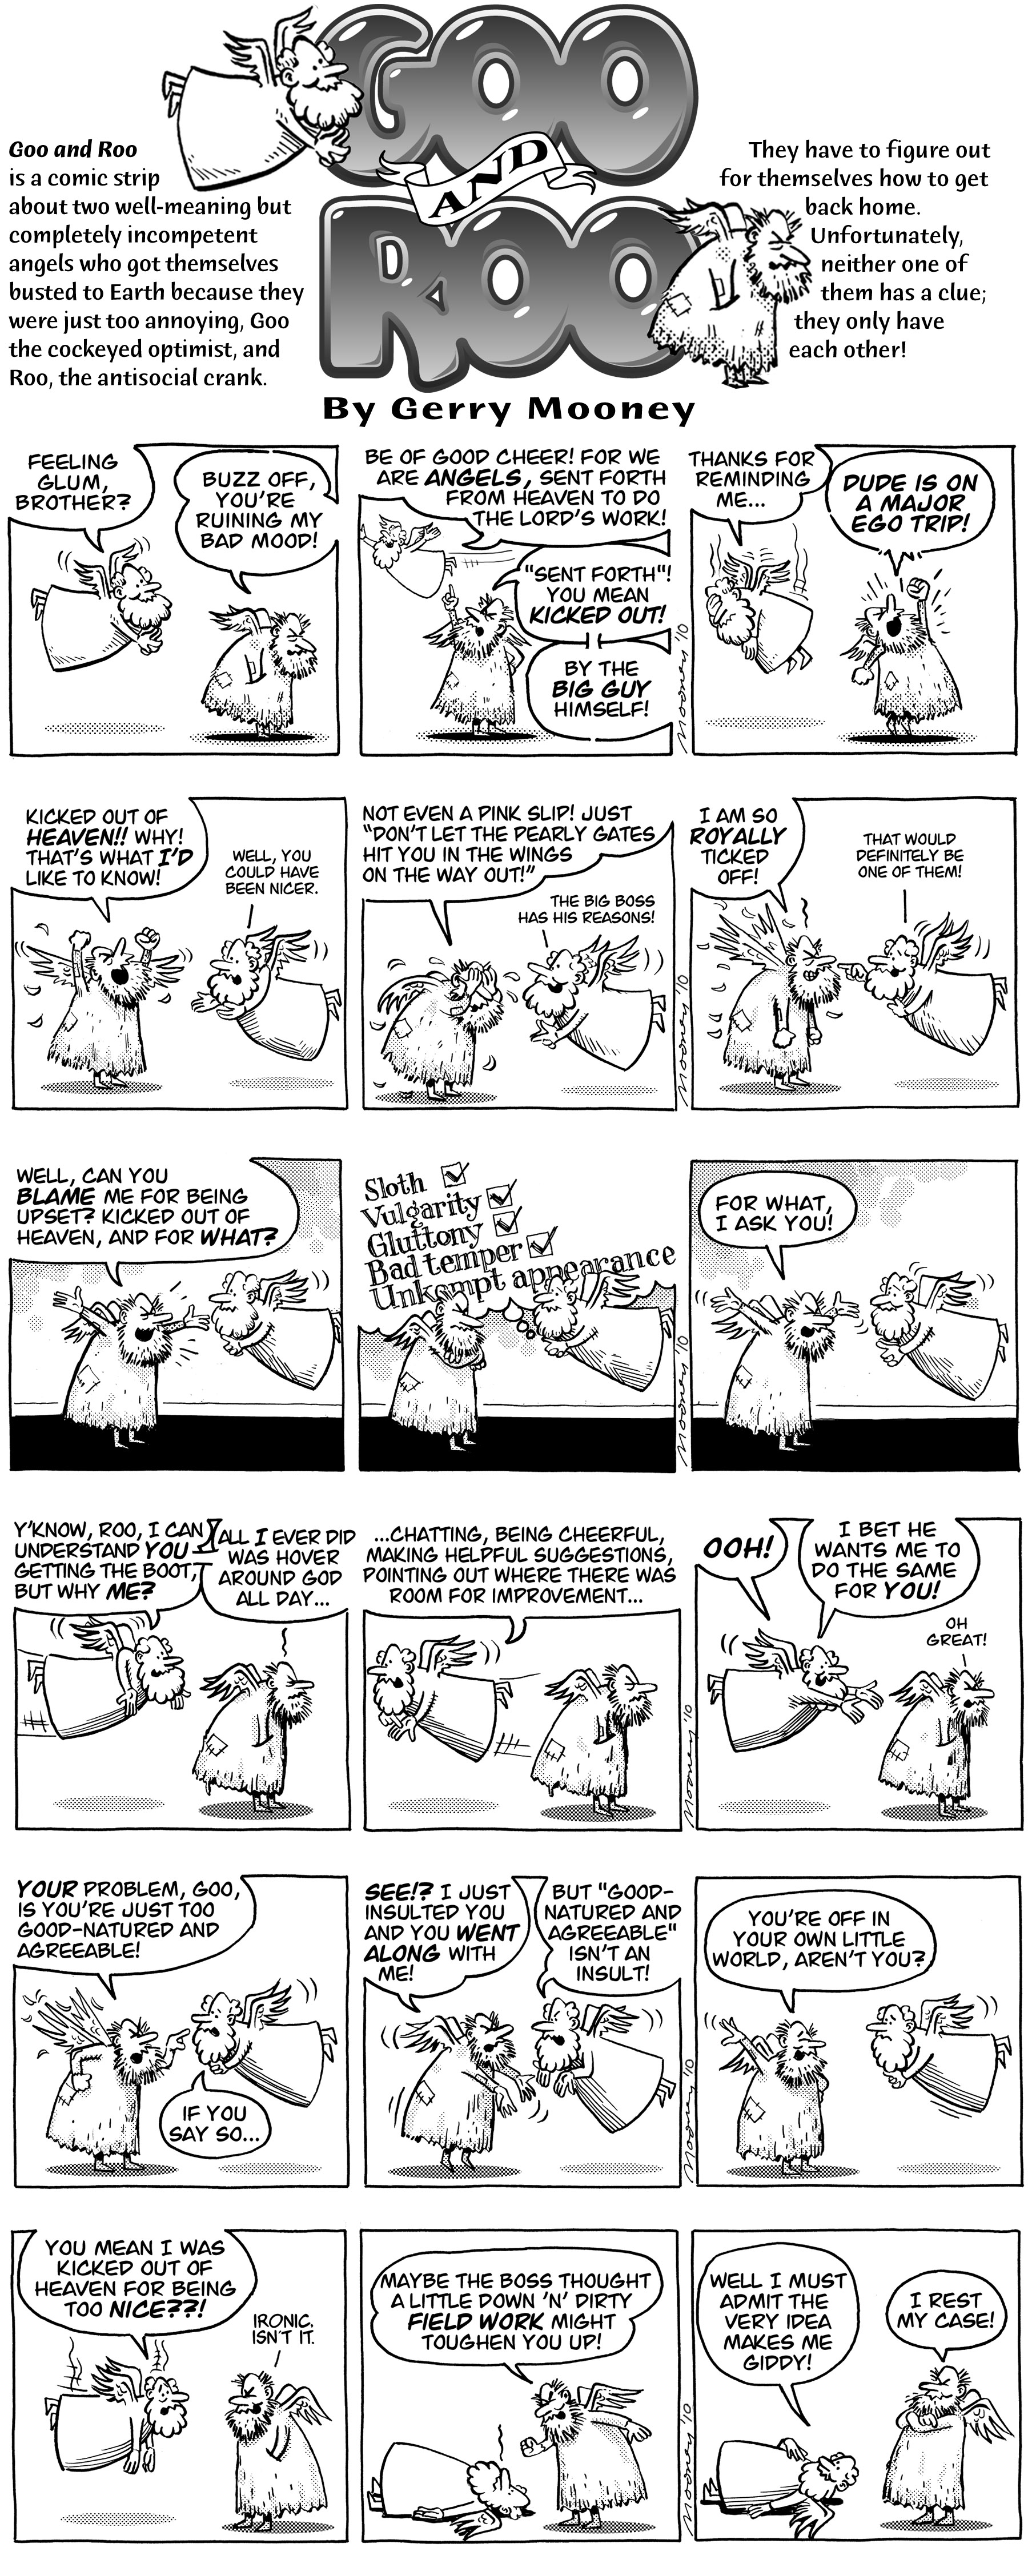 GOO
AND
ROO
Goo and Roo
is a comic strip
about two well-meaning but
completely incompetent
angels who got themselves
busted to Earth because they
were just too annoying, Goo
the cockeyed optimist, and
Roo, the antisocial crank.
They have to figure out
for themselves how to get
back home.
Unfortunately,
neither one of
them has a clue;
they only have
each other!
By Gerry Mooney
FEELING
GLUM,
BROTHER?
BUZZ OFF,
YOU'RE
RUINING MY
BAD MOOD!
BE OF GOOD CHEER! FOR WE
ARE ANGELS, SENT FORTH
FROM HEAVEN TO DO
THE LORD'S WORK!
"SENT FORTH"!
YOU MEAN
KICKED OUT!
BY THE
BIG GUY
HIMSELF!
MOONEY '10
THANKS FOR
REMINDING
ME...
DUDE IS ON
A MAJOR
EGO TRIP!
KICKED OUT OF
HEAVEN!! WHY!
THAT'S WHAT I'D
LIKE TO KNOW!
WELL, YOU
COULD HAVE
BEEN NICER.
NOT EVEN A PINK SLIP! JUST
"DON'T LET THE PEARLY GATES
HIT YOU IN THE WINGS
ON THE WAY OUT!"
THE BIG BOSS
HAS HIS REASONS!
MOONEY '10
I AM SO
ROYALLY
TICKED
OFF!
THAT WOULD
DEFINITELY BE
ONE OF THEM!
WELL, CAN YOU
BLAME ME FOR BEING
UPSET? KICKED OUT OF
HEAVEN, AND FOR WHAT?
Sloth
Vulgarity
Gluttony
Bad temper
Unkempt appearance
MOONEY '10
FOR WHAT,
I ASK YOU!
Y'KNOW, ROO, I CAN
UNDERSTAND YOU
GETTING THE BOOT,
BUT WHY ME?
ALL I EVER DID
WAS HOVER
AROUND GOD
ALL DAY...
...CHATTING, BEING CHEERFUL,
MAKING HELPFUL SUGGESTIONS,
POINTING OUT WHERE THERE WAS
ROOM FOR IMPROVEMENT...
MOONEY '10
OOH!
I BET HE
WANTS ME TO
DO THE SAME
FOR YOU!
OH
GREAT!
YOUR PROBLEM, GOO,
IS YOU'RE JUST TOO
GOOD-NATURED AND
AGREEABLE!
IF YOU
SAY SO...
SEE!? I JUST
INSULTED YOU
AND YOU WENT
ALONG WITH
ME!
BUT "GOOD-
NATURED AND
AGREEABLE"
ISN'T AN
INSULT!
MOONEY '10
YOU'RE OFF IN
YOUR OWN LITTLE
WORLD, AREN'T YOU?
YOU MEAN I WAS
KICKED OUT OF
HEAVEN FOR BEING
TOO NICE??!
IRONIC,
ISN'T IT.
MAYBE THE BOSS THOUGHT
A LITTLE DOWN 'N' DIRTY
FIELD WORK MIGHT
TOUGHEN YOU UP!
MOONEY '10
WELL I MUST
ADMIT THE
VERY IDEA
MAKES ME
GIDDY!
I REST
MY CASE!